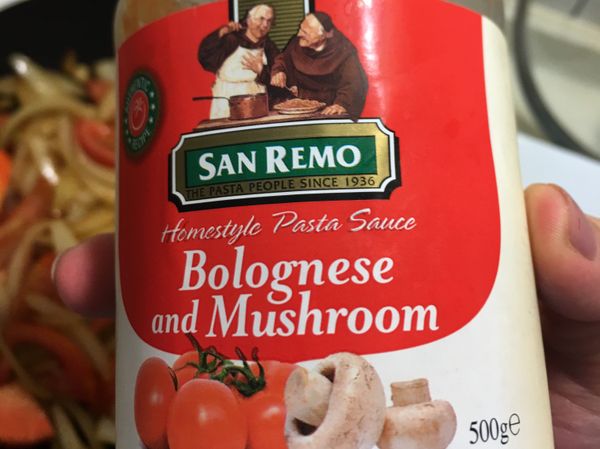 SAN REMO
THE PASTA PEOPLE SINCE 1936
Homestyle Pasta Sauce
Bolognese
and Mushroom
500g℮